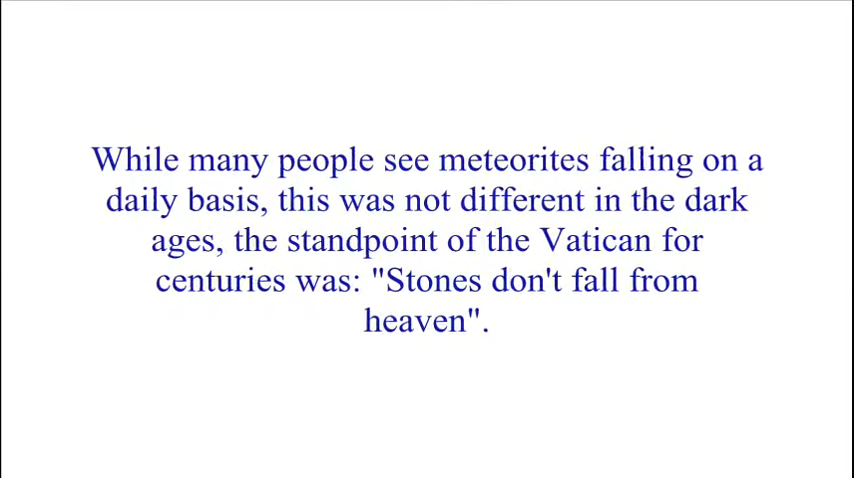 While many people see meteorites falling on a
daily basis, this was not different in the dark
ages, the standpoint of the Vatican for
centuries was: "Stones don't fall from
heaven".